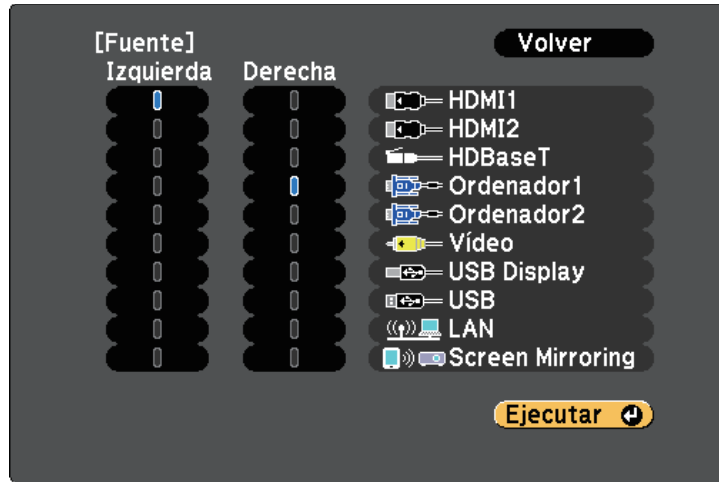 [Fuente]
Volver
Izquierda Derecha
HDMI1
HDMI2
HDBaseT
Ordenador1
Ordenador2
Vídeo
USB Display
USB
LAN
Screen Mirroring
Ejecutar